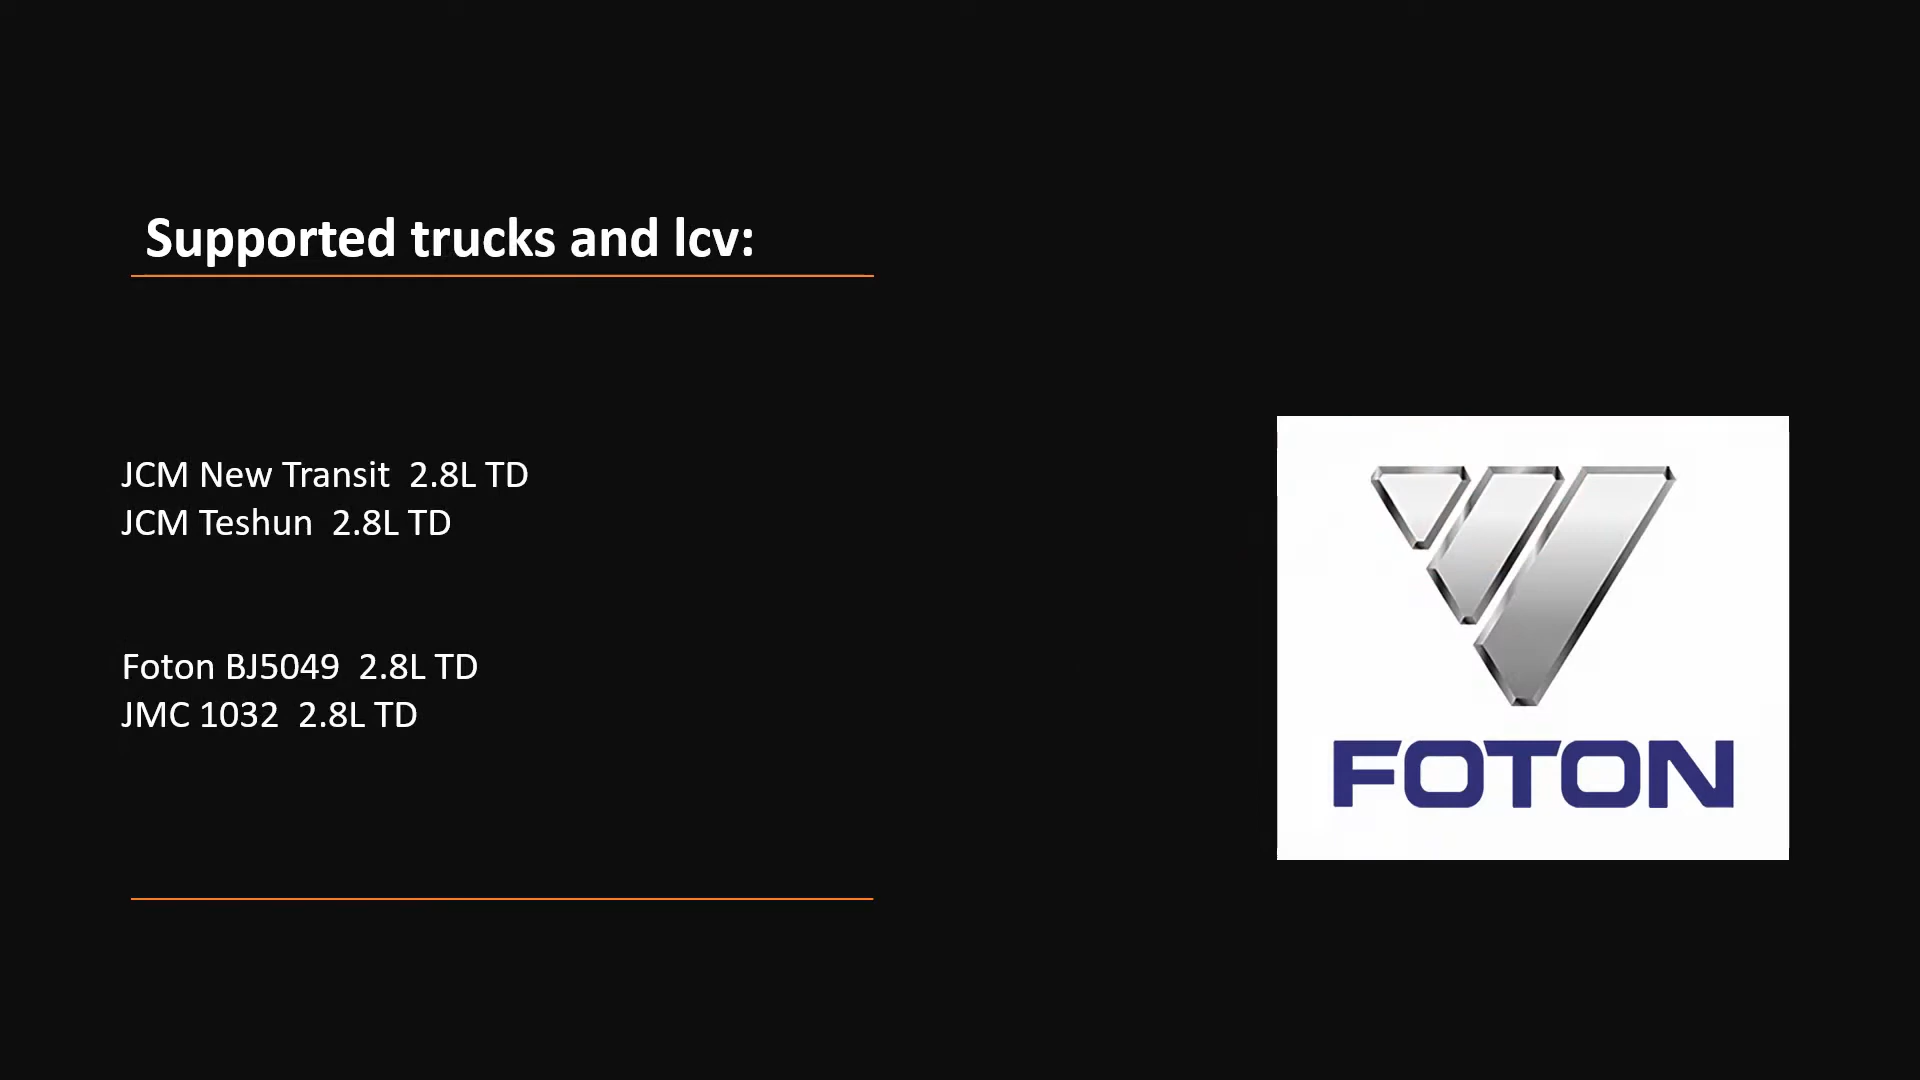 Supported trucks and lcv:
JCM New Transit  2.8L TD
JCM Teshun  2.8L TD
Foton BJ5049  2.8L TD
JMC 1032  2.8L TD
FOTON